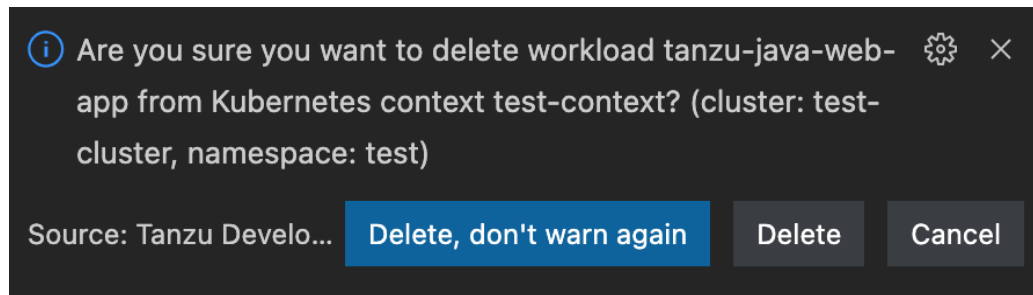 Are you sure you want to delete workload tanzu-java-web-
app from Kubernetes context test-context? (cluster: test-
cluster, namespace: test)
Source: Tanzu Develo... Delete, don't warn again Delete Cancel